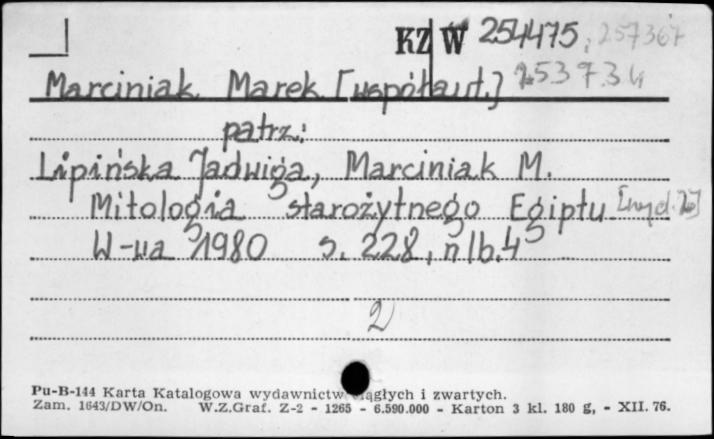 KZ W 254475, 257367
Marciniak Marek [współaut.] 253734
patrz:
Lipińska Jadwiga, Marciniak M.
Mitologia starożytnego Egiptu [wyd. 2]
W-wa 1980 s. 228, nlb. 4
2)
Pu-B-144 Karta Katalogowa wydawnictw ciągłych i zwartych.
Zam. 1643/DW/On. W.Z.Graf. Z-2 - 1265 - 6.590.000 - Karton 3 kl. 180 g, - XII. 76.